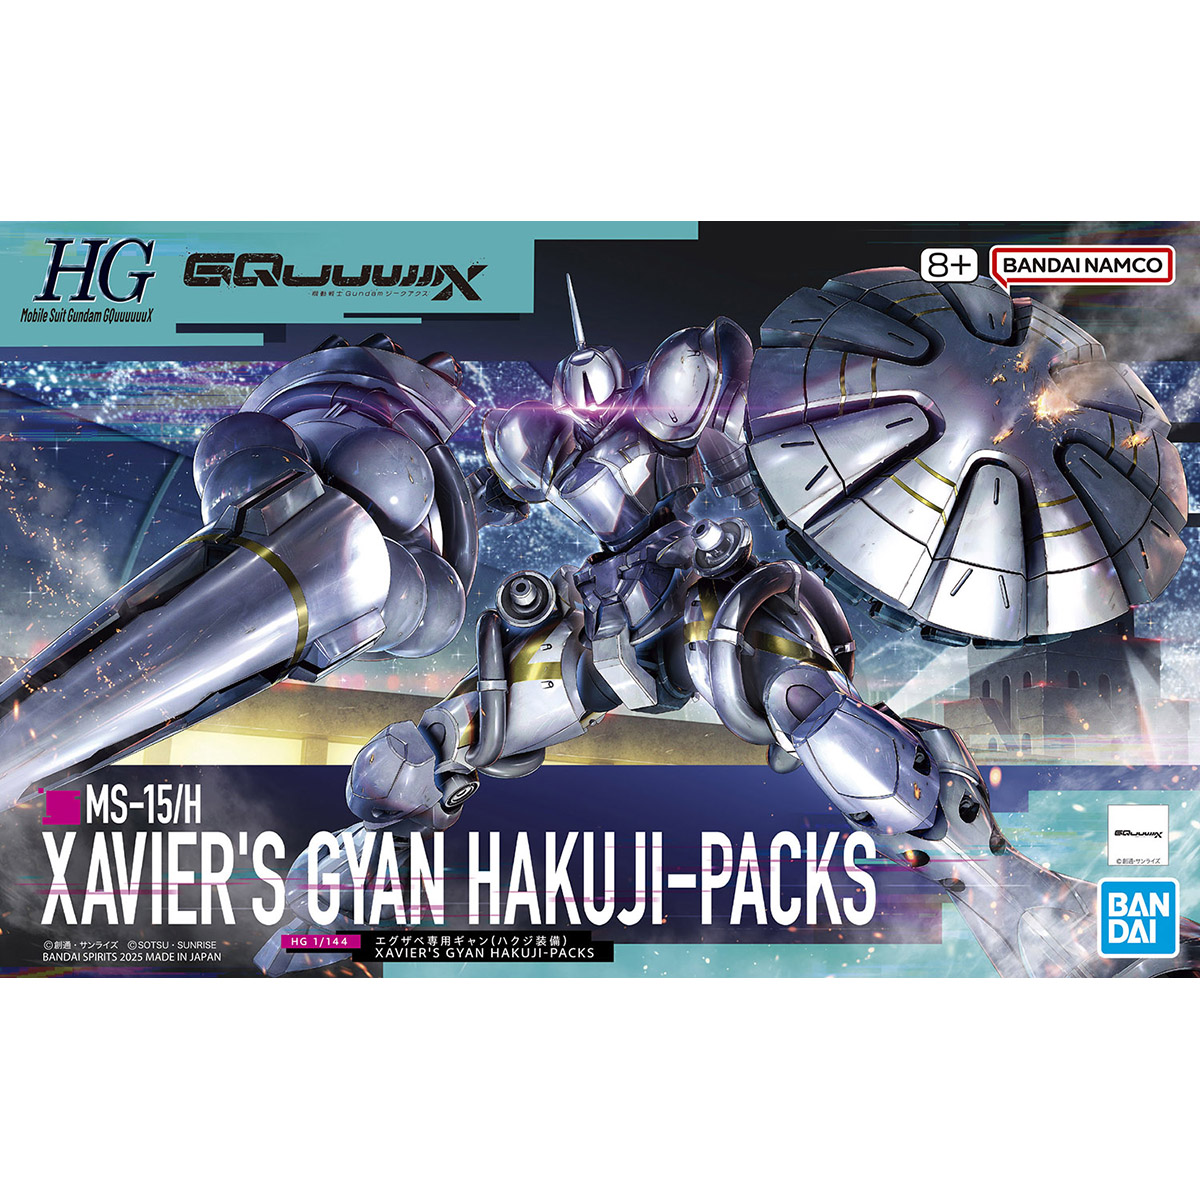 HG
Mobile Suit Gundam GQuuuuuuX
GQuuuuuuX
機動戦士Gundam ジークアクス
8+
BANDAI NAMCO
MS-15/H
XAVIER'S GYAN HAKUJI-PACKS
HG 1/144
エグザベ専用ギャン(ハクジ装備)
XAVIER'S GYAN HAKUJI-PACKS
©創通・サンライズ ©SOTSU・SUNRISE
BANDAI SPIRITS 2025 MADE IN JAPAN
GQuuuuuuX
©創通・サンライズ
BAN
DAI